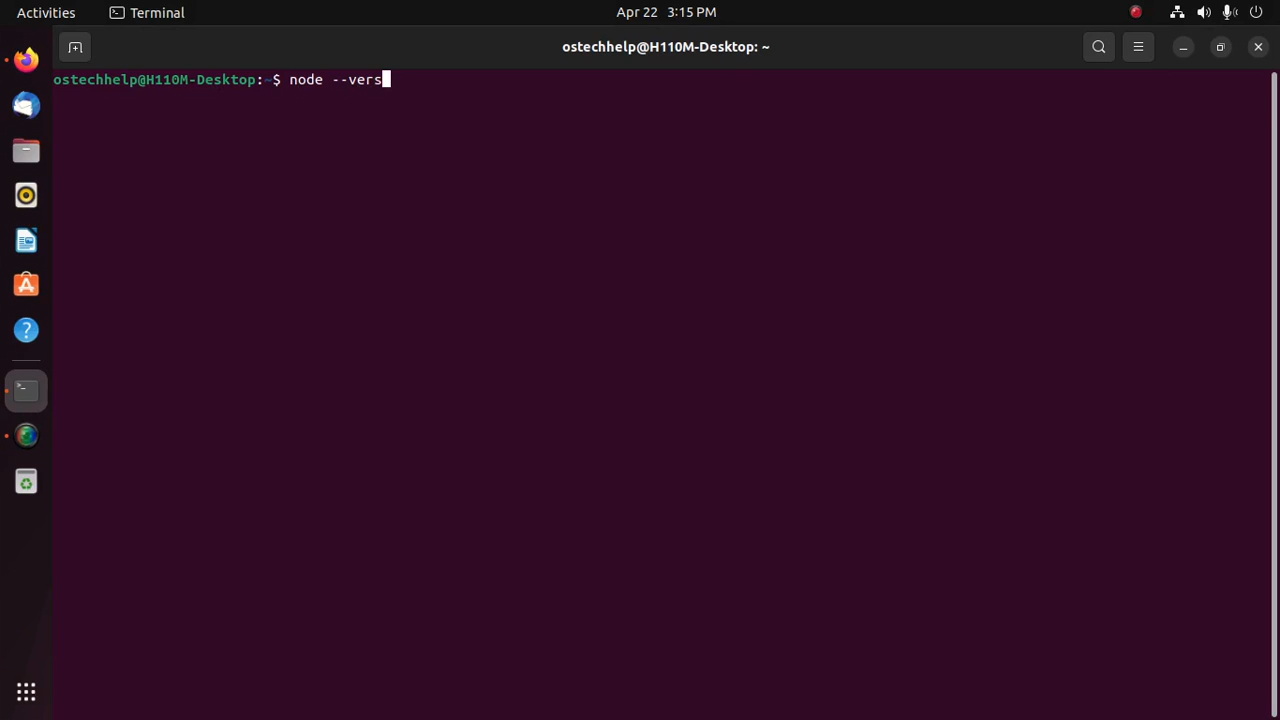 Activities Terminal Apr 22 3:15 PM
ostechhelp@H110M-Desktop: ~
ostechhelp@H110M-Desktop:~$ node --vers